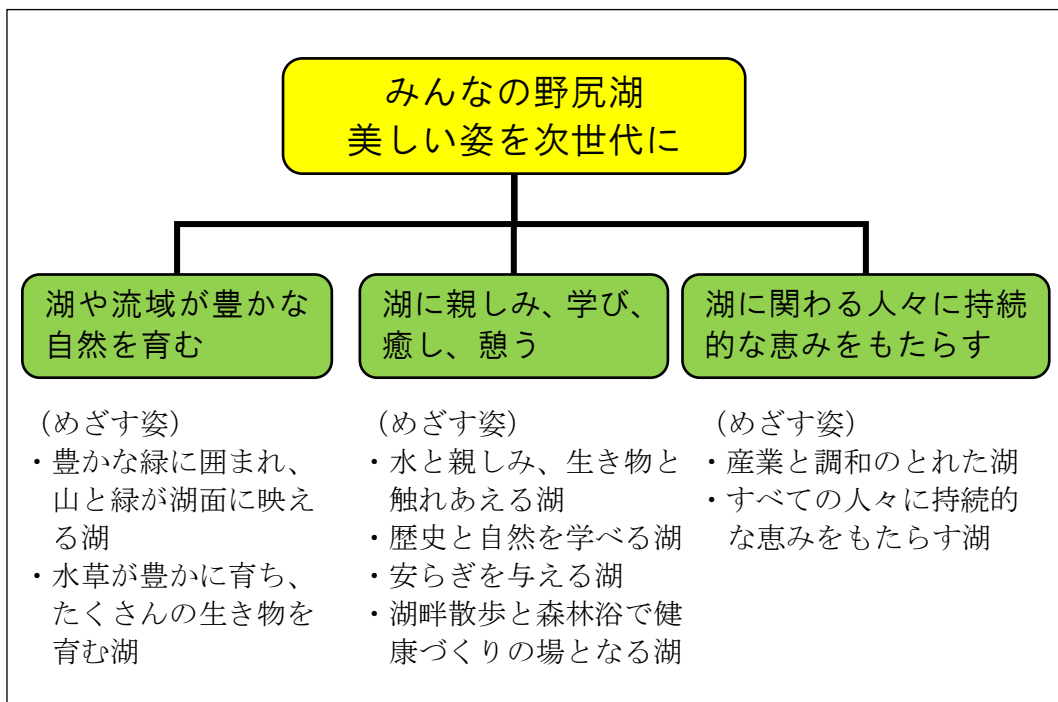 みんなの野尻湖
美しい姿を次世代に
湖や流域が豊かな
自然を育む
(めざす姿)
・豊かな緑に囲まれ、
山と緑が湖面に映え
る湖
・水草が豊かに育ち、
たくさんの生き物を
育む湖
湖に親しみ、学び、
癒し、憩う
(めざす姿)
・水と親しみ、生き物と
触れあえる湖
・歴史と自然を学べる湖
・安らぎを与える湖
・湖畔散歩と森林浴で健
康づくりの場となる湖
湖に関わる人々に持続
的な恵みをもたらす
(めざす姿)
・産業と調和のとれた湖
・すべての人々に持続的
な恵みをもたらす湖